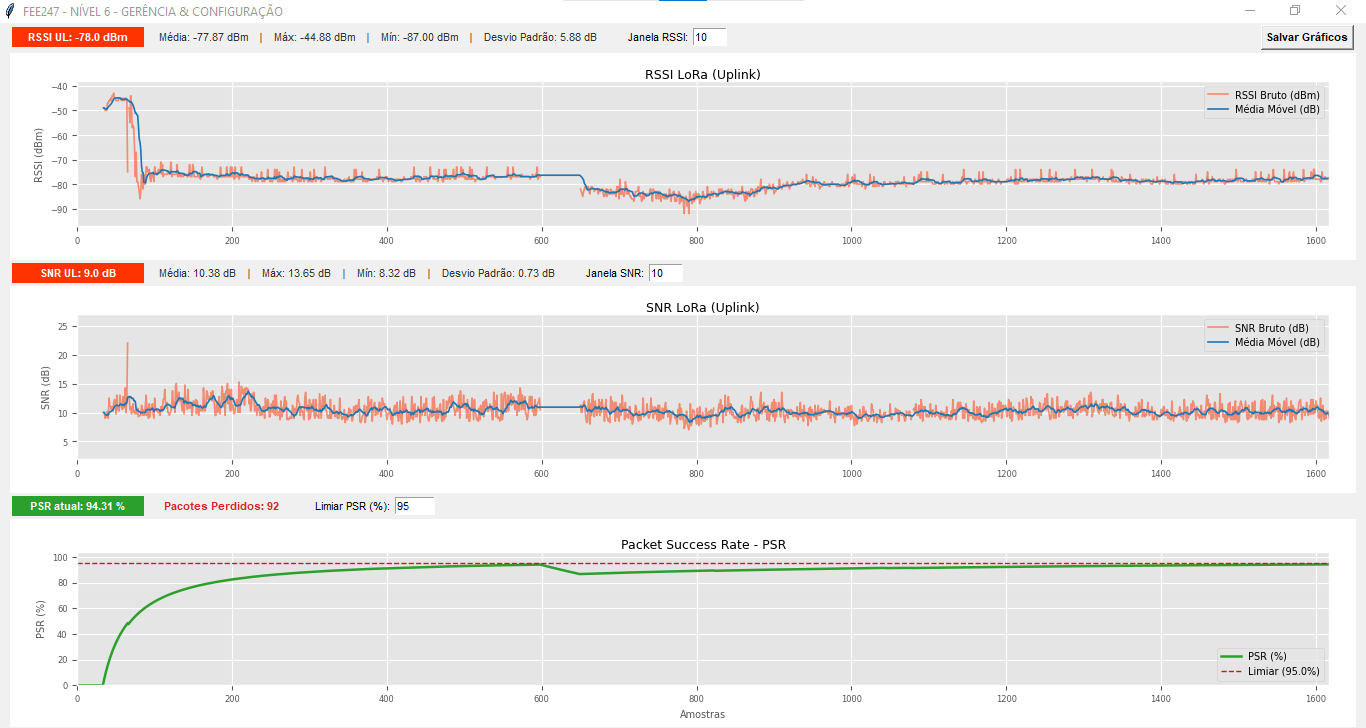 FEE247 - NÍVEL 6 - GERÊNCIA & CONFIGURAÇÃO
RSSI UL: -78.0 dBm Média: -77.87 dBm | Máx: -44.88 dBm | Mín: -87.00 dBm | Desvio Padrão: 5.88 dB Janela RSSI: 10 Salvar Gráficos
RSSI LoRa (Uplink)
RSSI (dBm)
−40
−50
−60
−70
−80
−90
RSSI Bruto (dBm)
Média Móvel (dB)
0 200 400 600 800 1000 1200 1400 1600
SNR UL: 9.0 dB Média: 10.38 dB | Máx: 13.65 dB | Mín: 8.32 dB | Desvio Padrão: 0.73 dB Janela SNR: 10
SNR LoRa (Uplink)
SNR (dB)
25
20
15
10
5
SNR Bruto (dB)
Média Móvel (dB)
0 200 400 600 800 1000 1200 1400 1600
PSR atual: 94.31 % Pacotes Perdidos: 92 Limiar PSR (%): 95
Packet Success Rate - PSR
PSR (%)
100
80
60
40
20
0
PSR (%)
Limiar (95.0%)
0 200 400 600 800 1000 1200 1400 1600
Amostras